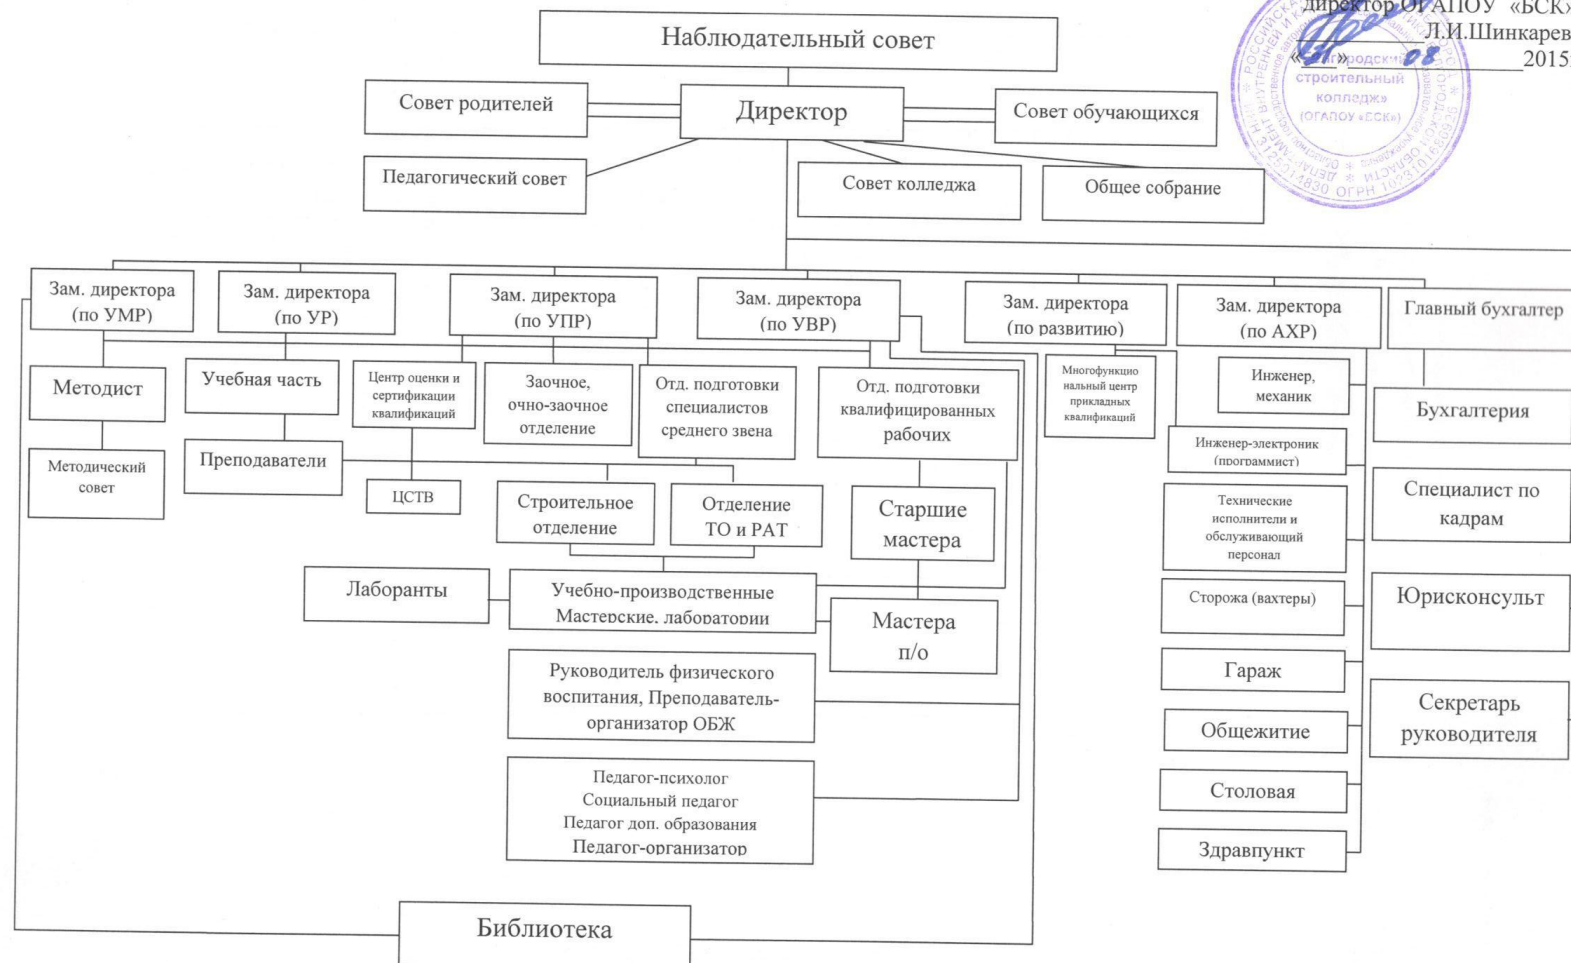 директор ОГАПОУ «БСК»
Л.И.Шинкарев
« » 08 2015г
строительный
колледж»
(ОГАПОУ «БСК»)
Наблюдательный совет
Совет родителей
Директор
Совет обучающихся
Педагогический совет
Совет колледжа
Общее собрание
Зам. директора
(по УМР)
Зам. директора
(по УР)
Зам. директора
(по УПР)
Зам. директора
(по УВР)
Зам. директора
(по развитию)
Зам. директора
(по АХР)
Главный бухгалтер
Методист
Учебная часть
Центр оценки и
сертификации
квалификаций
Заочное,
очно-заочное
отделение
Отд. подготовки
специалистов
среднего звена
Отд. подготовки
квалифицированных
рабочих
Многофункцио
нальный центр
прикладных
квалификаций
Инженер,
механик
Бухгалтерия
Методический
совет
Преподаватели
ЦСТВ
Строительное
отделение
Отделение
ТО и РАТ
Старшие
мастера
Инженер-электроник
(программист)
Технические
исполнители и
обслуживающий
персонал
Специалист по
кадрам
Лаборанты
Учебно-производственные
Мастерские, лаборатории
Мастера
п/о
Сторожа (вахтеры)
Юрисконсульт
Руководитель физического
воспитания, Преподаватель-
организатор ОБЖ
Гараж
Секретарь
руководителя
Общежитие
Педагог-психолог
Социальный педагог
Педагог доп. образования
Педагог-организатор
Столовая
Здравпункт
Библиотека